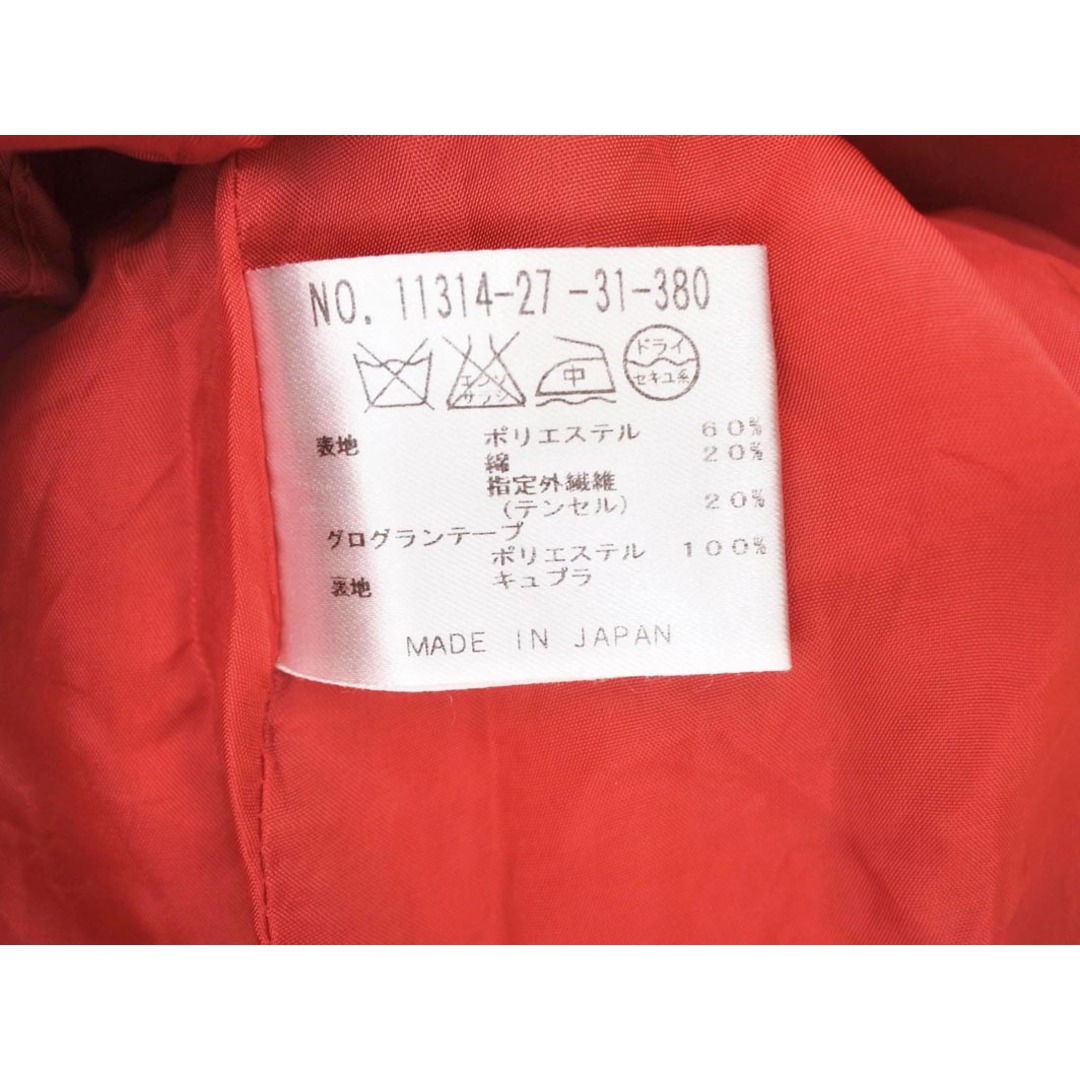 NO. 11314-27-31-380
エンソ サラシ 中 ドライ セキユ系
表地 ポリエステル 60%
綿 20%
指定外繊維
(テンセル) 20%
グログランテープ
ポリエステル 100%
裏地 キュプラ
MADE IN JAPAN